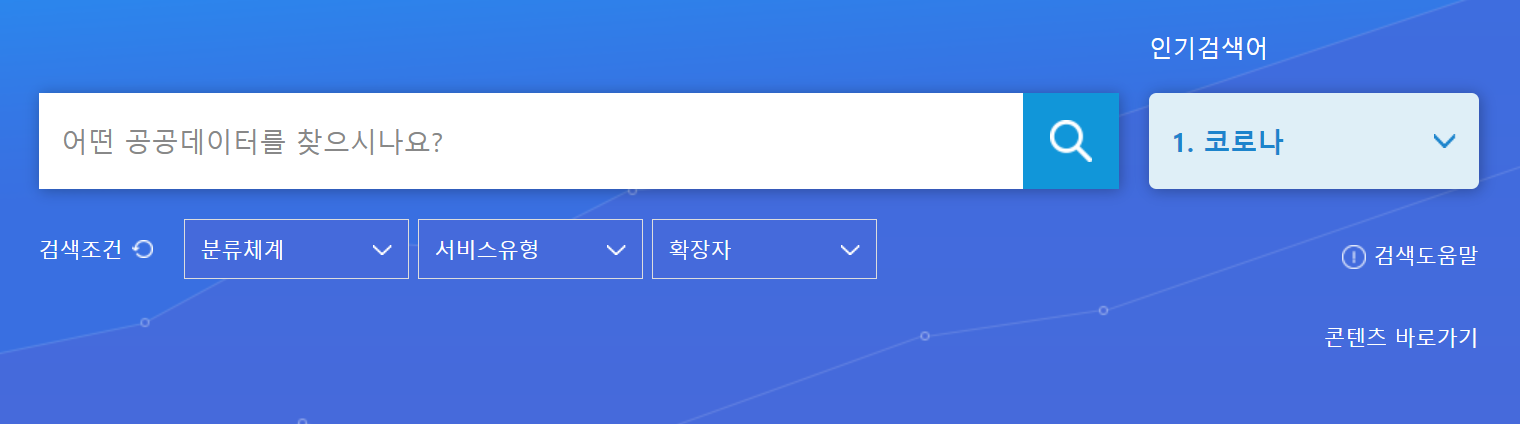 인기검색어
어떤 공공데이터를 찾으시나요?
1. 코로나
검색조건
분류체계
서비스유형
확장자
검색도움말
콘텐츠 바로가기